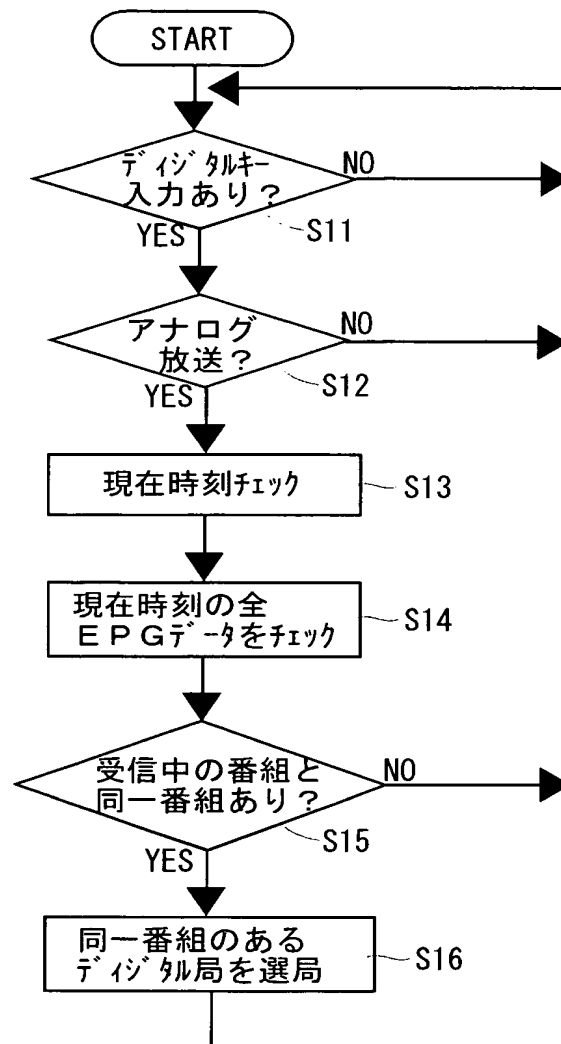 START
ﾃﾞｨｼﾞﾀﾙｷｰ
入力あり？
NO
YES
S11
アナログ
放送？
NO
YES
S12
現在時刻ﾁｪｯｸ
S13
現在時刻の全
ＥＰＧﾃﾞｰﾀをﾁｪｯｸ
S14
受信中の番組と
同一番組あり？
NO
S15
YES
同一番組のある
ﾃﾞｨｼﾞﾀﾙ局を選局
S16